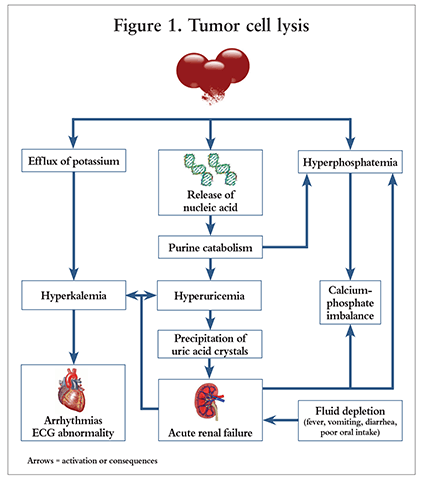 Figure 1. Tumor cell lysis
Efflux of potassium
Release of
nucleic acid
Hyperphosphatemia
Purine catabolism
Hyperkalemia
Hyperuricemia
Calcium-
phosphate
imbalance
Precipitation of
uric acid crystals
Arrhythmias
ECG abnormality
Acute renal failure
Fluid depletion
(fever, vomiting, diarrhea,
poor oral intake)
Arrows = activation or consequences